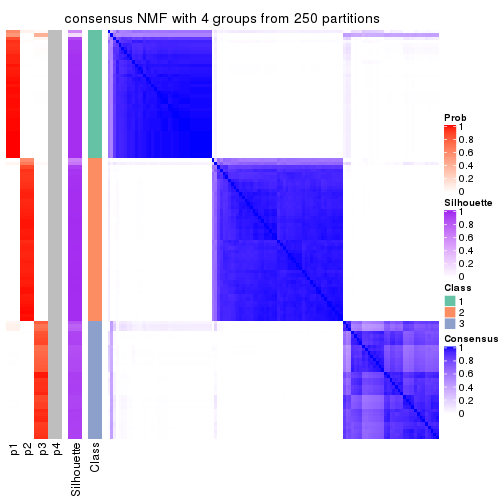 consensus NMF with 4 groups from 250 partitions
Prob
1
0.8
0.6
0.4
0.2
0
Silhouette
1
0.8
0.6
0.4
0.2
0
Class
1
2
3
Consensus
1
0.8
0.6
0.4
0.2
0
p1
p2
p3
p4
Silhouette
Class